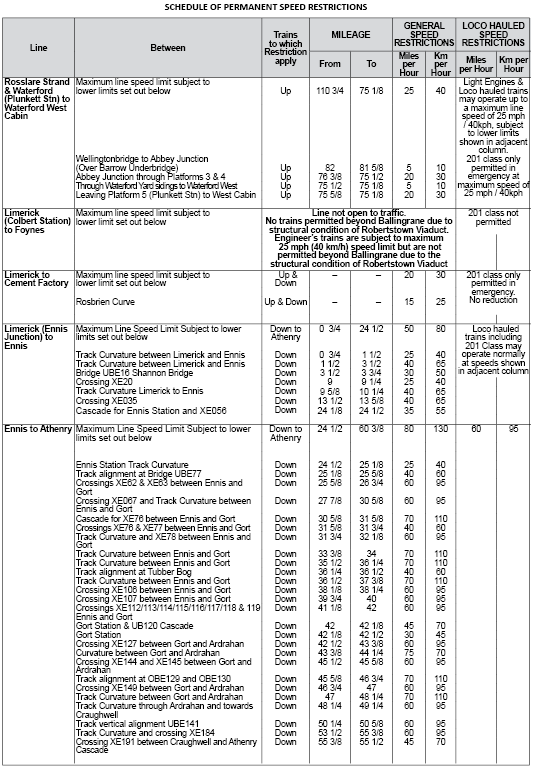 SCHEDULE OF PERMANENT SPEED RESTRICTIONS
Line Between Trains to which Restriction apply MILEAGE GENERAL SPEED RESTRICTIONS LOCO HAULED SPEED RESTRICTIONS
From To Miles per Hour Km per Hour Miles per Hour Km per Hour
Rosslare Strand & Waterford (Plunkett Stn) to Waterford West Cabin
Maximum line speed limit subject to lower limits set out below Up 110 3/4 75 1/8 25 40
Light Engines & Loco hauled trains may operate up to a maximum line speed of 25 mph / 40kph, subject to lower limits shown in adjacent column.
201 class only permitted in emergency at maximum speed of 25 mph / 40kph
Wellingtonbridge to Abbey Junction
(Over Barrow Underbridge) Up 82 81 5/8 5 10
Abbey Junction through Platforms 3 & 4 Up 76 3/8 75 1/2 20 30
Through Waterford Yard sidings to Waterford West Up 75 1/2 75 1/8 5 10
Leaving Platform 5 (Plunkett Stn) to West Cabin Up 75 5/8 75 1/8 20 30
Limerick (Colbert Station) to Foynes
Maximum line speed subject to lower limit set out below
Line not open to traffic.
No trains permitted beyond Ballingrane due to
structural condition of Robertstown Viaduct.
Engineer's trains are subject to maximum
25 mph (40 km/h) speed limit but are not
permitted beyond Ballingrane due to the
structural condition of Robertstown Viaduct
201 class not permitted
Limerick to Cement Factory
Maximum line speed subject to lower limit set out below Up & Down – – 20 30
201 class only permitted in emergency. No reduction
Rosbrien Curve Up & Down – – 15 25
Limerick (Ennis Junction) to Ennis
Maximum Line Speed Limit Subject to lower limits set out below Down to Athenry 0 3/4 24 1/2 50 80
Loco hauled trains including 201 Class may operate normally at speeds shown in adjacent column
Track Curvature between Limerick and Ennis Down 0 3/4 1 1/2 25 40
Track Curvature between Limerick and Ennis Down 1 1/2 3 1/2 40 65
Bridge UBE16 Shannon Bridge Down 3 1/2 3 3/4 30 50
Crossing XE20 Down 9 9 1/4 25 40
Track Curvature Limerick to Ennis Down 9 5/8 10 1/4 40 65
Crossing XE035 Down 13 1/2 13 5/8 40 65
Cascade for Ennis Station and XE056 Down 24 1/8 24 1/2 35 55
Ennis to Athenry Maximum Line Speed Limit Subject to lower limits set out below Down to Athenry 24 1/2 60 3/8 80 130 60 95
Ennis Station Track Curvature Down 24 1/2 25 1/8 25 40
Track alignment at Bridge UBE77 Down 25 1/8 25 5/8 40 60
Crossings XE62 & XE63 between Ennis and Gort Down 25 5/8 26 3/4 60 95
Crossing XE067 and Track Curvature between Ennis and Gort Down 27 7/8 30 5/8 60 95
Cascade for XE76 between Ennis and Gort Down 30 5/8 31 5/8 70 110
Crossings XE76 & XE77 between Ennis and Gort Down 31 5/8 31 3/4 40 60
Track Curvature and XE78 between Ennis and Gort Down 31 3/4 32 1/8 60 95
Track Curvature between Ennis and Gort Down 33 3/8 34 70 110
Track Curvature between Ennis and Gort Down 35 1/2 36 1/4 70 110
Track alignment at Tubber Bog Down 36 1/4 36 1/2 40 60
Track Curvature between Ennis and Gort Down 36 1/2 37 3/8 70 110
Crossing XE106 between Ennis and Gort Down 38 1/8 38 1/4 60 95
Crossing XE107 between Ennis and Gort Down 39 3/4 40 60 95
Crossings XE112/113/114/115/116/117/118 & 119 Ennis and Gort Down 41 1/8 42 60 95
Gort Station & UB120 Cascade Down 42 42 1/8 45 70
Gort Station Down 42 1/8 42 1/2 30 45
Crossing XE127 between Gort and Ardrahan Down 42 1/2 43 3/8 60 95
Curvature between Gort and Ardrahan Down 43 3/8 44 1/4 75 70
Crossing XE144 and XE145 between Gort and Ardrahan Down 45 1/2 45 5/8 60 95
Track alignment at OBE129 and OBE130 Down 45 5/8 46 3/4 70 110
Crossing XE149 between Gort and Ardrahan Down 46 3/4 47 60 95
Track Curvature between Gort and Ardrahan Down 47 48 1/4 70 110
Track Curvature through Ardrahan and towards Craughwell Down 48 1/4 49 1/4 60 95
Track vertical alignment UBE141 Down 50 1/4 50 5/8 60 95
Track Curvature and crossing XE184 Down 53 1/2 55 3/8 60 95
Crossing XE191 between Craughwell and Athenry Cascade Down 55 3/8 55 1/2 45 70